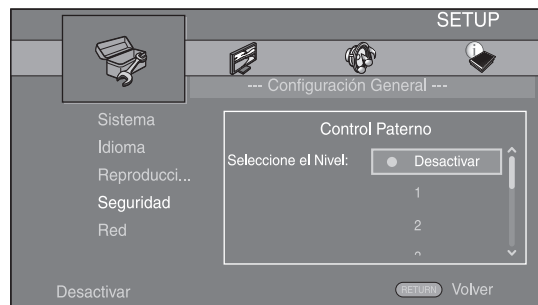 SETUP
--- Configuración General ---
Sistema
Idioma
Reproducci...
Seguridad
Red
Control Paterno
Seleccione el Nivel:
Desactivar
1
2
Desactivar
RETURN Volver